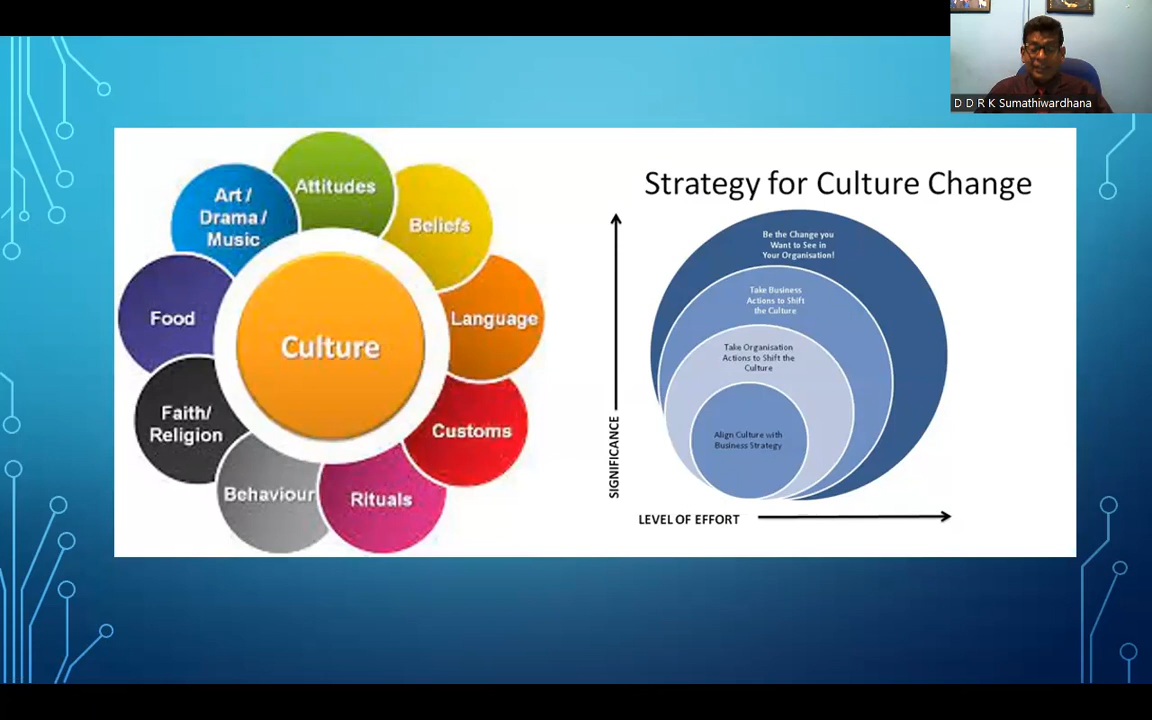 D D R K Sumathiwardhana
Attitudes
Art /
Drama /
Music
Beliefs
Food
Language
Culture
Faith/
Religion
Customs
Behaviour
Rituals
Strategy for Culture Change
Be the Change you
Want to See in
Your Organisation!
Take Business
Actions to Shift
the Culture
Take Organisation
Actions to Shift the
Culture
Align Culture with
Business Strategy
SIGNIFICANCE
LEVEL OF EFFORT